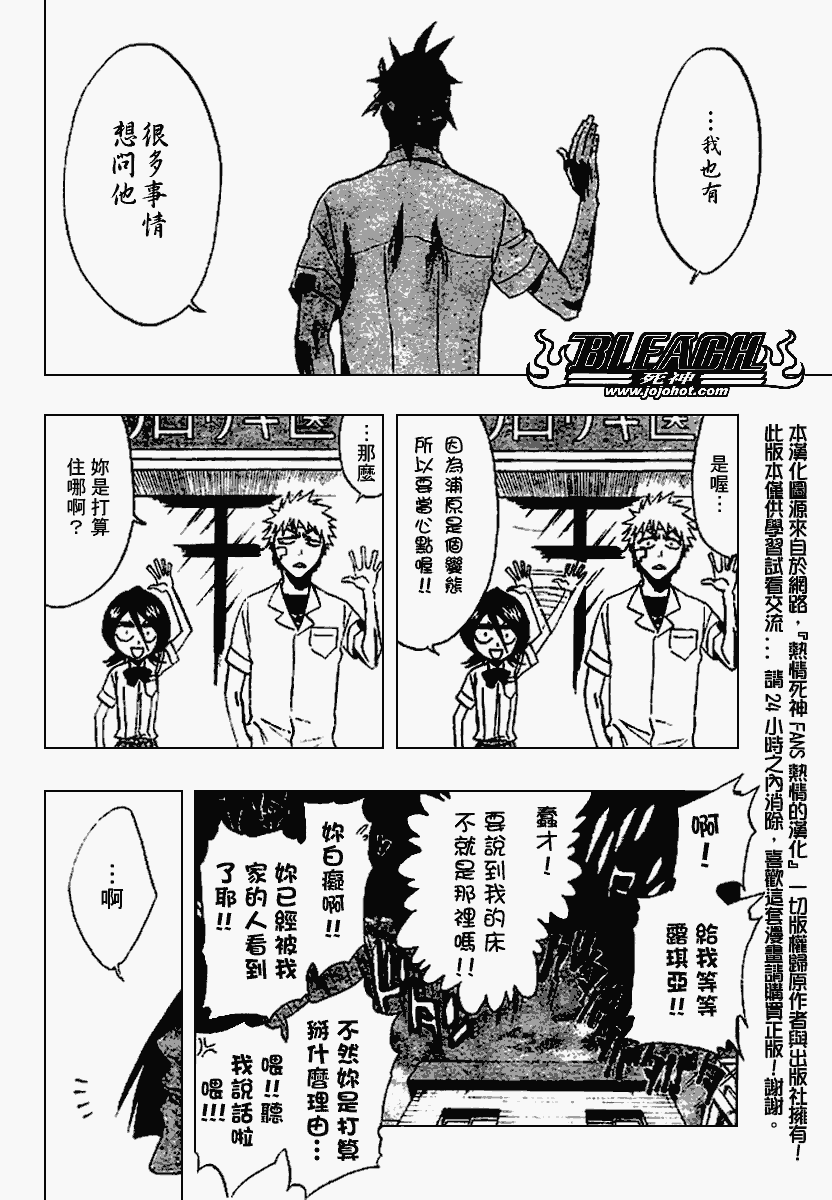 …我也有
很多事情
想問他
BLEACH
死神
www.jojohot.com
是喔…
因為浦原是個變態
所以要當心點喔!!
…那麼
妳是打算
住哪啊?
啊!
給我等等
露琪亞!!
蠢才!
要說到我的床
不就是那裡嗎!!
妳白癡啊!!
妳已經被我
家的人看到
了耶!!
不然妳是打算
掰什麼理由…
喂!!聽
我說話啦
喂!!!
…啊
本漢化圖源來自於網路,『熱情死神FANS熱情的漢化』一切版權歸原作者與出版社擁有!
此版本僅供學習試看交流… 請24小時之內消除,喜歡這套漫畫請購買正版!謝謝。